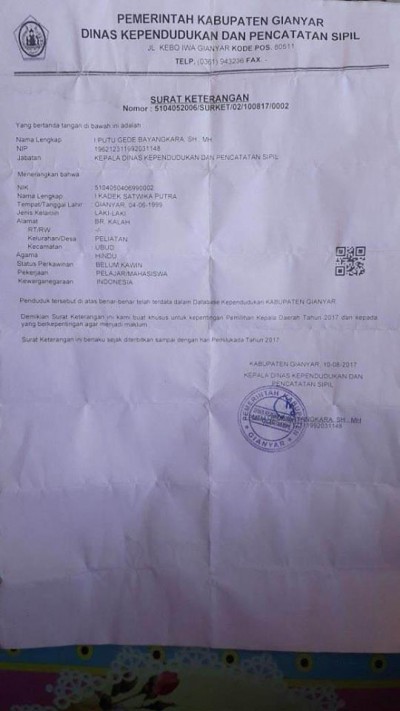 PEMERINTAH KABUPATEN GIANYAR
DINAS KEPENDUDUKAN DAN PENCATATAN SIPIL
JL. KEBO IWA GIANYAR KODE POS. 80511
TELP. (0361) 943236 FAX. -
SURAT KETERANGAN
Nomor : 5104052006/SURKET/02/100817/0002
Yang bertanda tangan di bawah ini adalah
Nama Lengkap : I PUTU GEDE BAYANGKARA, SH., MH
NIP : 196212311992031148
Jabatan : KEPALA DINAS KEPENDUDUKAN DAN PENCATATAN SIPIL
Menerangkan bahwa
NIK : 5104050406990002
Nama Lengkap : I KADEK SATWIKA PUTRA
Tempat/Tanggal Lahir : GIANYAR, 04-06-1999
Jenis Kelamin : LAKI-LAKI
Alamat : BR. KALAH
RT/RW : -/-
Kelurahan/Desa : PELIATAN
Kecamatan : UBUD
Agama : HINDU
Status Perkawinan : BELUM KAWIN
Pekerjaan : PELAJAR/MAHASISWA
Kewarganegaraan : INDONESIA
Penduduk tersebut di atas benar-benar telah terdata dalam Database Kependudukan KABUPATEN GIANYAR.
Demikian Surat Keterangan ini kami buat khusus untuk kepentingan Pemilihan Kepala Daerah Tahun 2017 dan kepada
yang berkepentingan agar menjadi maklum.
Surat Keterangan ini berlaku sejak diterbitkan sampai dengan hari Pemilukada Tahun 2017.
KABUPATEN GIANYAR, 10-08-2017
KEPALA DINAS KEPENDUDUKAN DAN
PENCATATAN SIPIL
PEMERINTAH KABUPATEN
GIANYAR
BAYANGKARA, SH., MH
1992031148